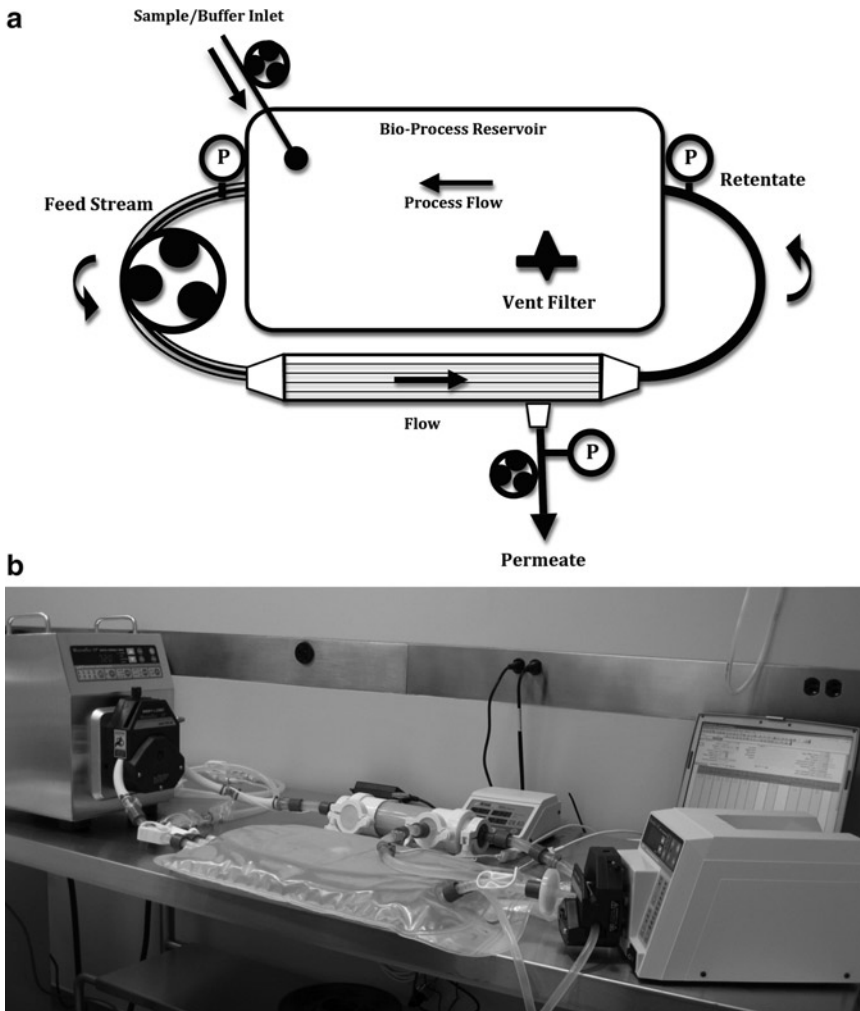 a
Sample/Buffer Inlet
Bio-Process Reservoir
P
P
Retentate
Feed Stream
Process Flow
Vent Filter
Flow
P
Permeate
b